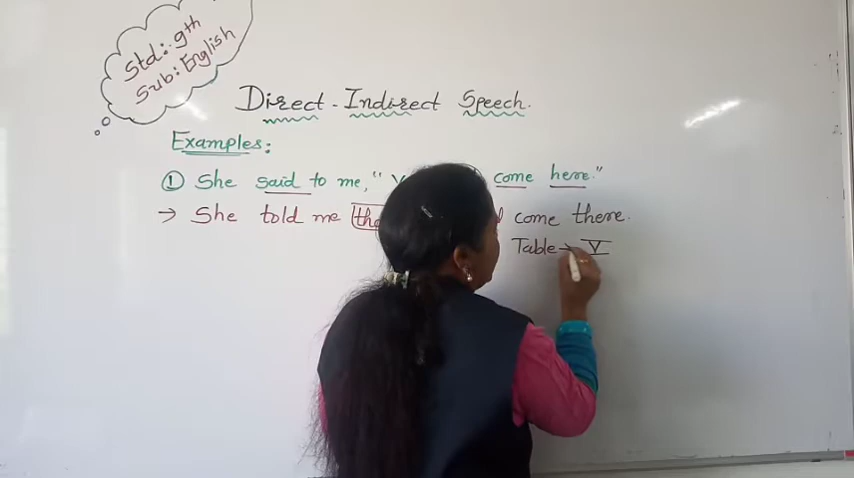 Std: 9th
Sub: English
Direct - Indirect Speech.
Examples:
① She said to me," come here."
→ She told me come there.
Table → V